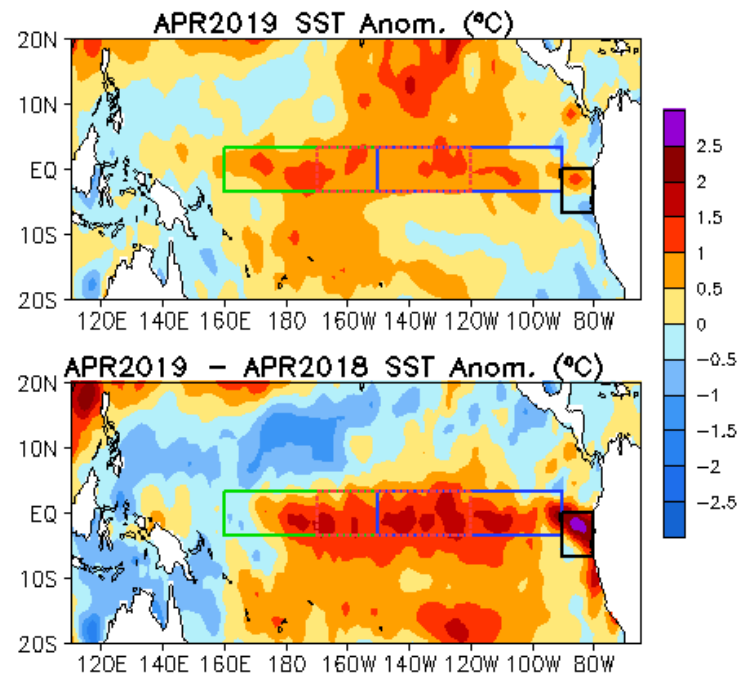 APR2019 SST Anom. (ºC)
20N
10N
EQ
10S
20S
120E 140E 160E 180 160W 140W 120W 100W 80W
APR2019 – APR2018 SST Anom. (ºC)
20N
10N
EQ
10S
20S
120E 140E 160E 180 160W 140W 120W 100W 80W
2.5
2
1.5
1
0.5
0
−0.5
−1
−1.5
−2
−2.5